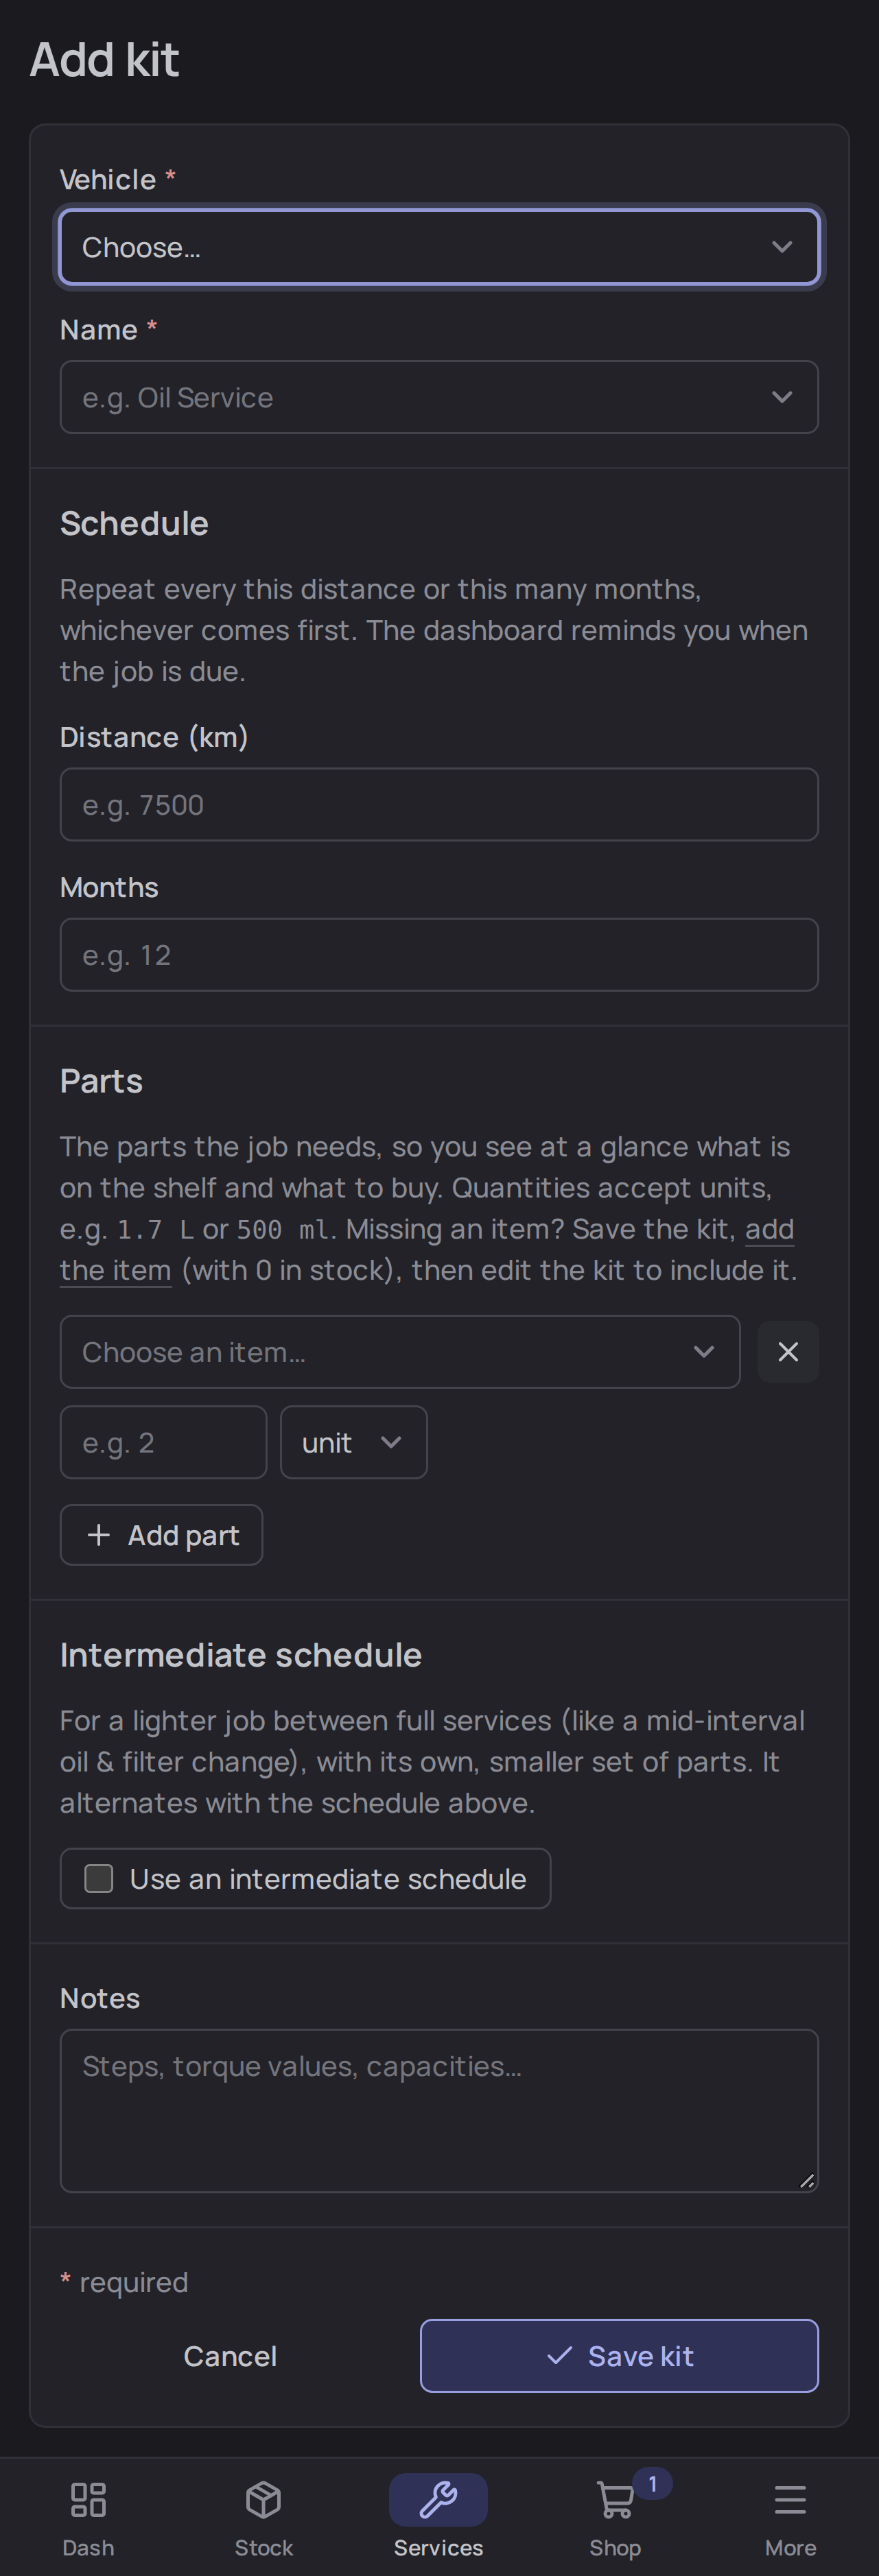 Add kit
Vehicle *
Choose...
Name *
e.g. Oil Service
Schedule
Repeat every this distance or this many months,
whichever comes first. The dashboard reminds you when
the job is due.
Distance (km)
e.g. 7500
Months
e.g. 12
Parts
The parts the job needs, so you see at a glance what is
on the shelf and what to buy. Quantities accept units,
e.g. 1.7 L or 500 ml. Missing an item? Save the kit, add
the item (with 0 in stock), then edit the kit to include it.
Choose an item...
e.g. 2
unit
Add part
Intermediate schedule
For a lighter job between full services (like a mid-interval
oil & filter change), with its own, smaller set of parts. It
alternates with the schedule above.
Use an intermediate schedule
Notes
Steps, torque values, capacities...
* required
Cancel
Save kit
1
Dash
Stock
Services
Shop
More